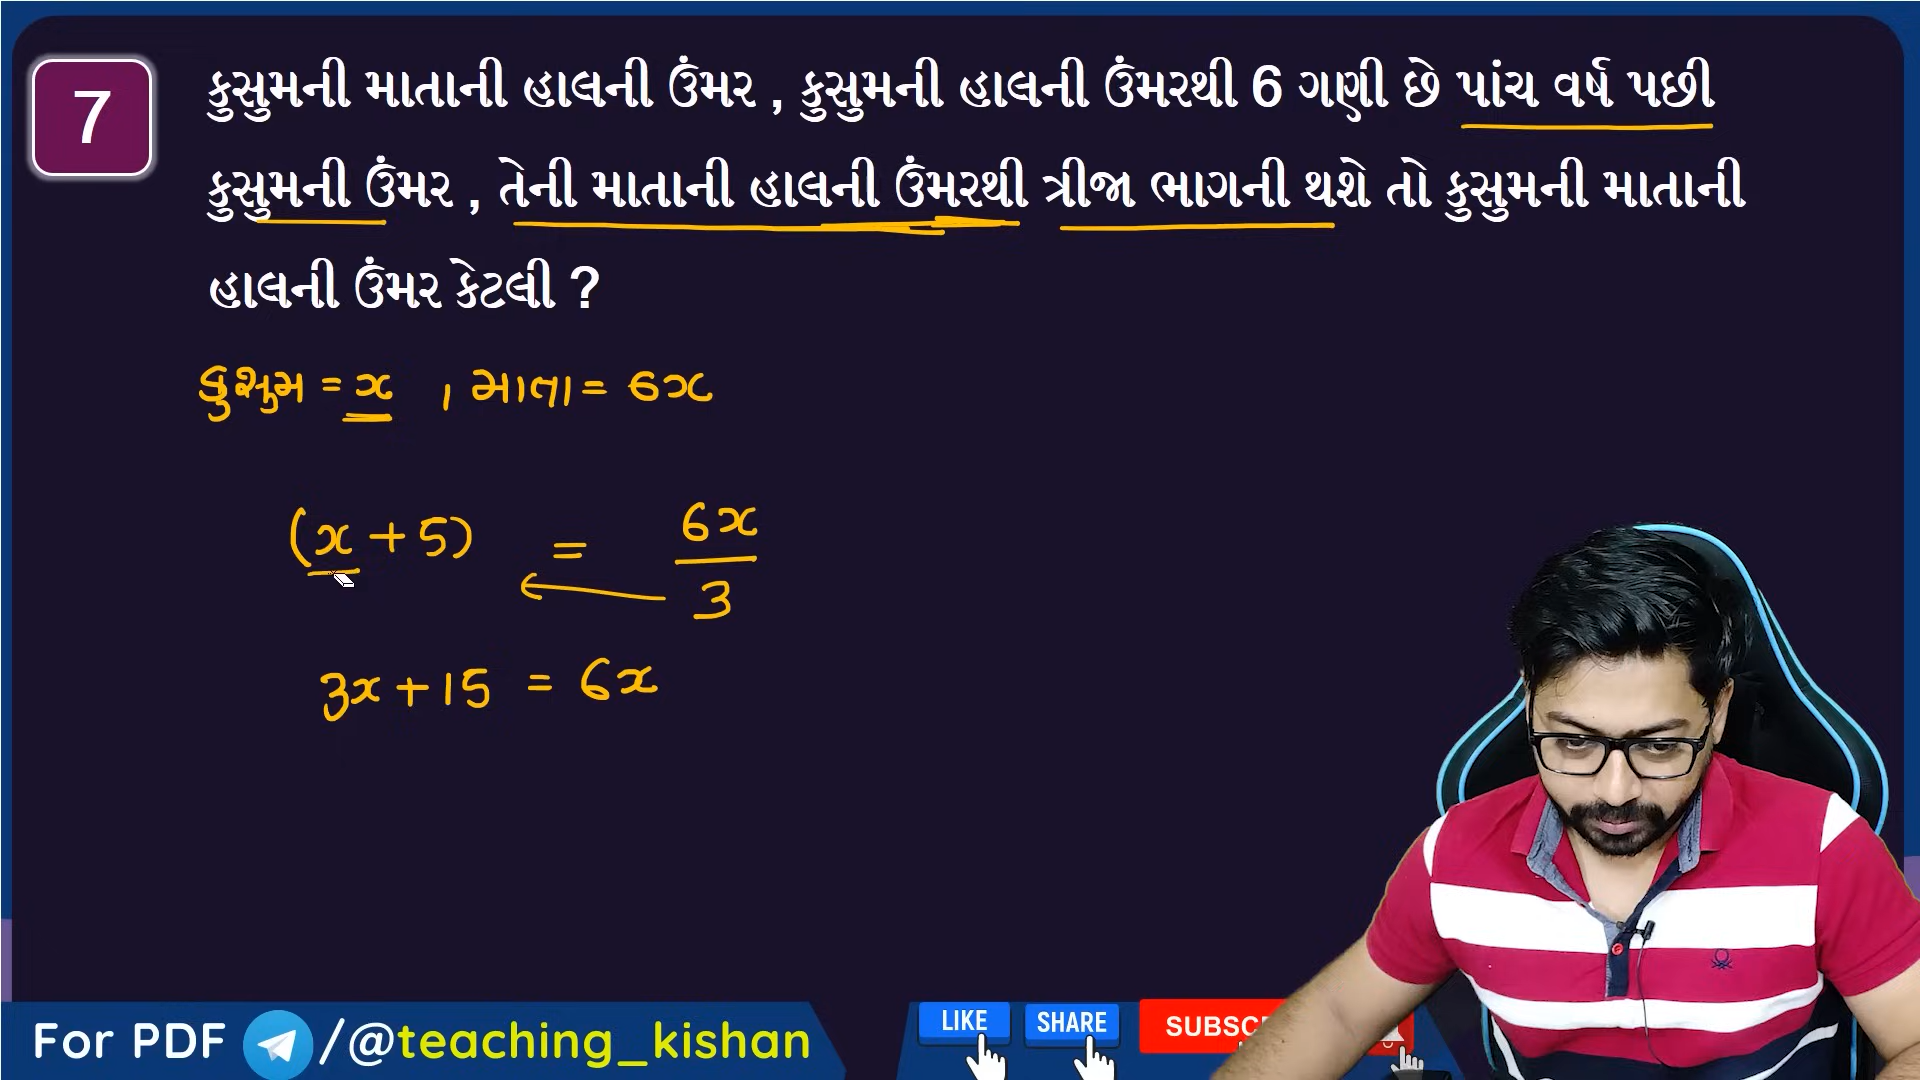 7
કુસુમની માતાની હાલની ઉંમર , કુસુમની હાલની ઉંમરથી 6 ગણી છે પાંચ વર્ષ પછી
કુસુમની ઉંમર , તેની માતાની હાલની ઉંમરથી ત્રીજા ભાગની થશે તો કુસુમની માતાની
હાલની ઉંમર કેટલી ?
કુસુમ = x , માતા = 6x
(x + 5) = 6x/3
3x + 15 = 6x
For PDF /@teaching_kishan
LIKE SHARE